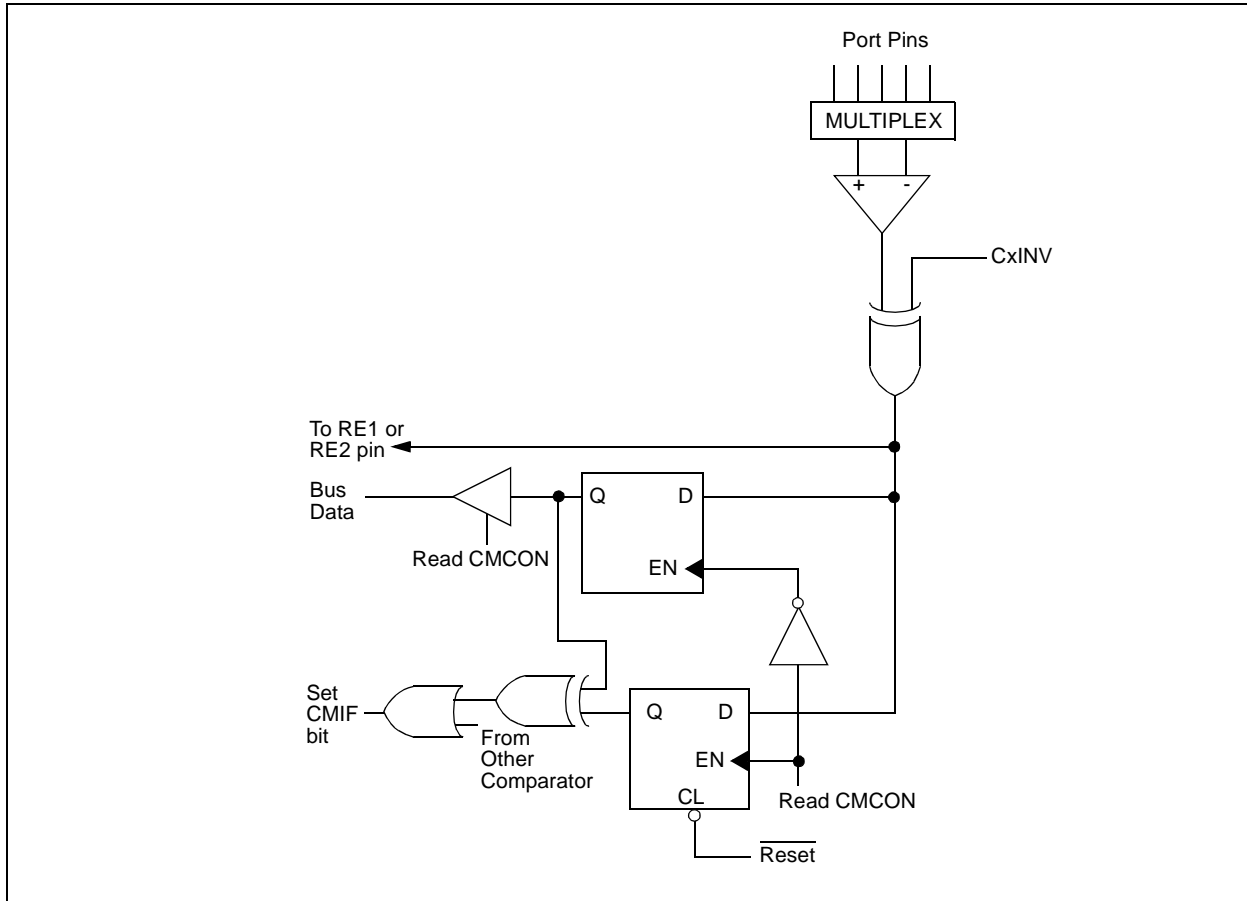 Port Pins
MULTIPLEX
+ -
CxINV
To RE1 or
RE2 pin
Bus
Data
Q D
Read CMCON
EN
Set
CMIF
bit
From
Other
Comparator
Q D
EN
CL
Read CMCON
Reset